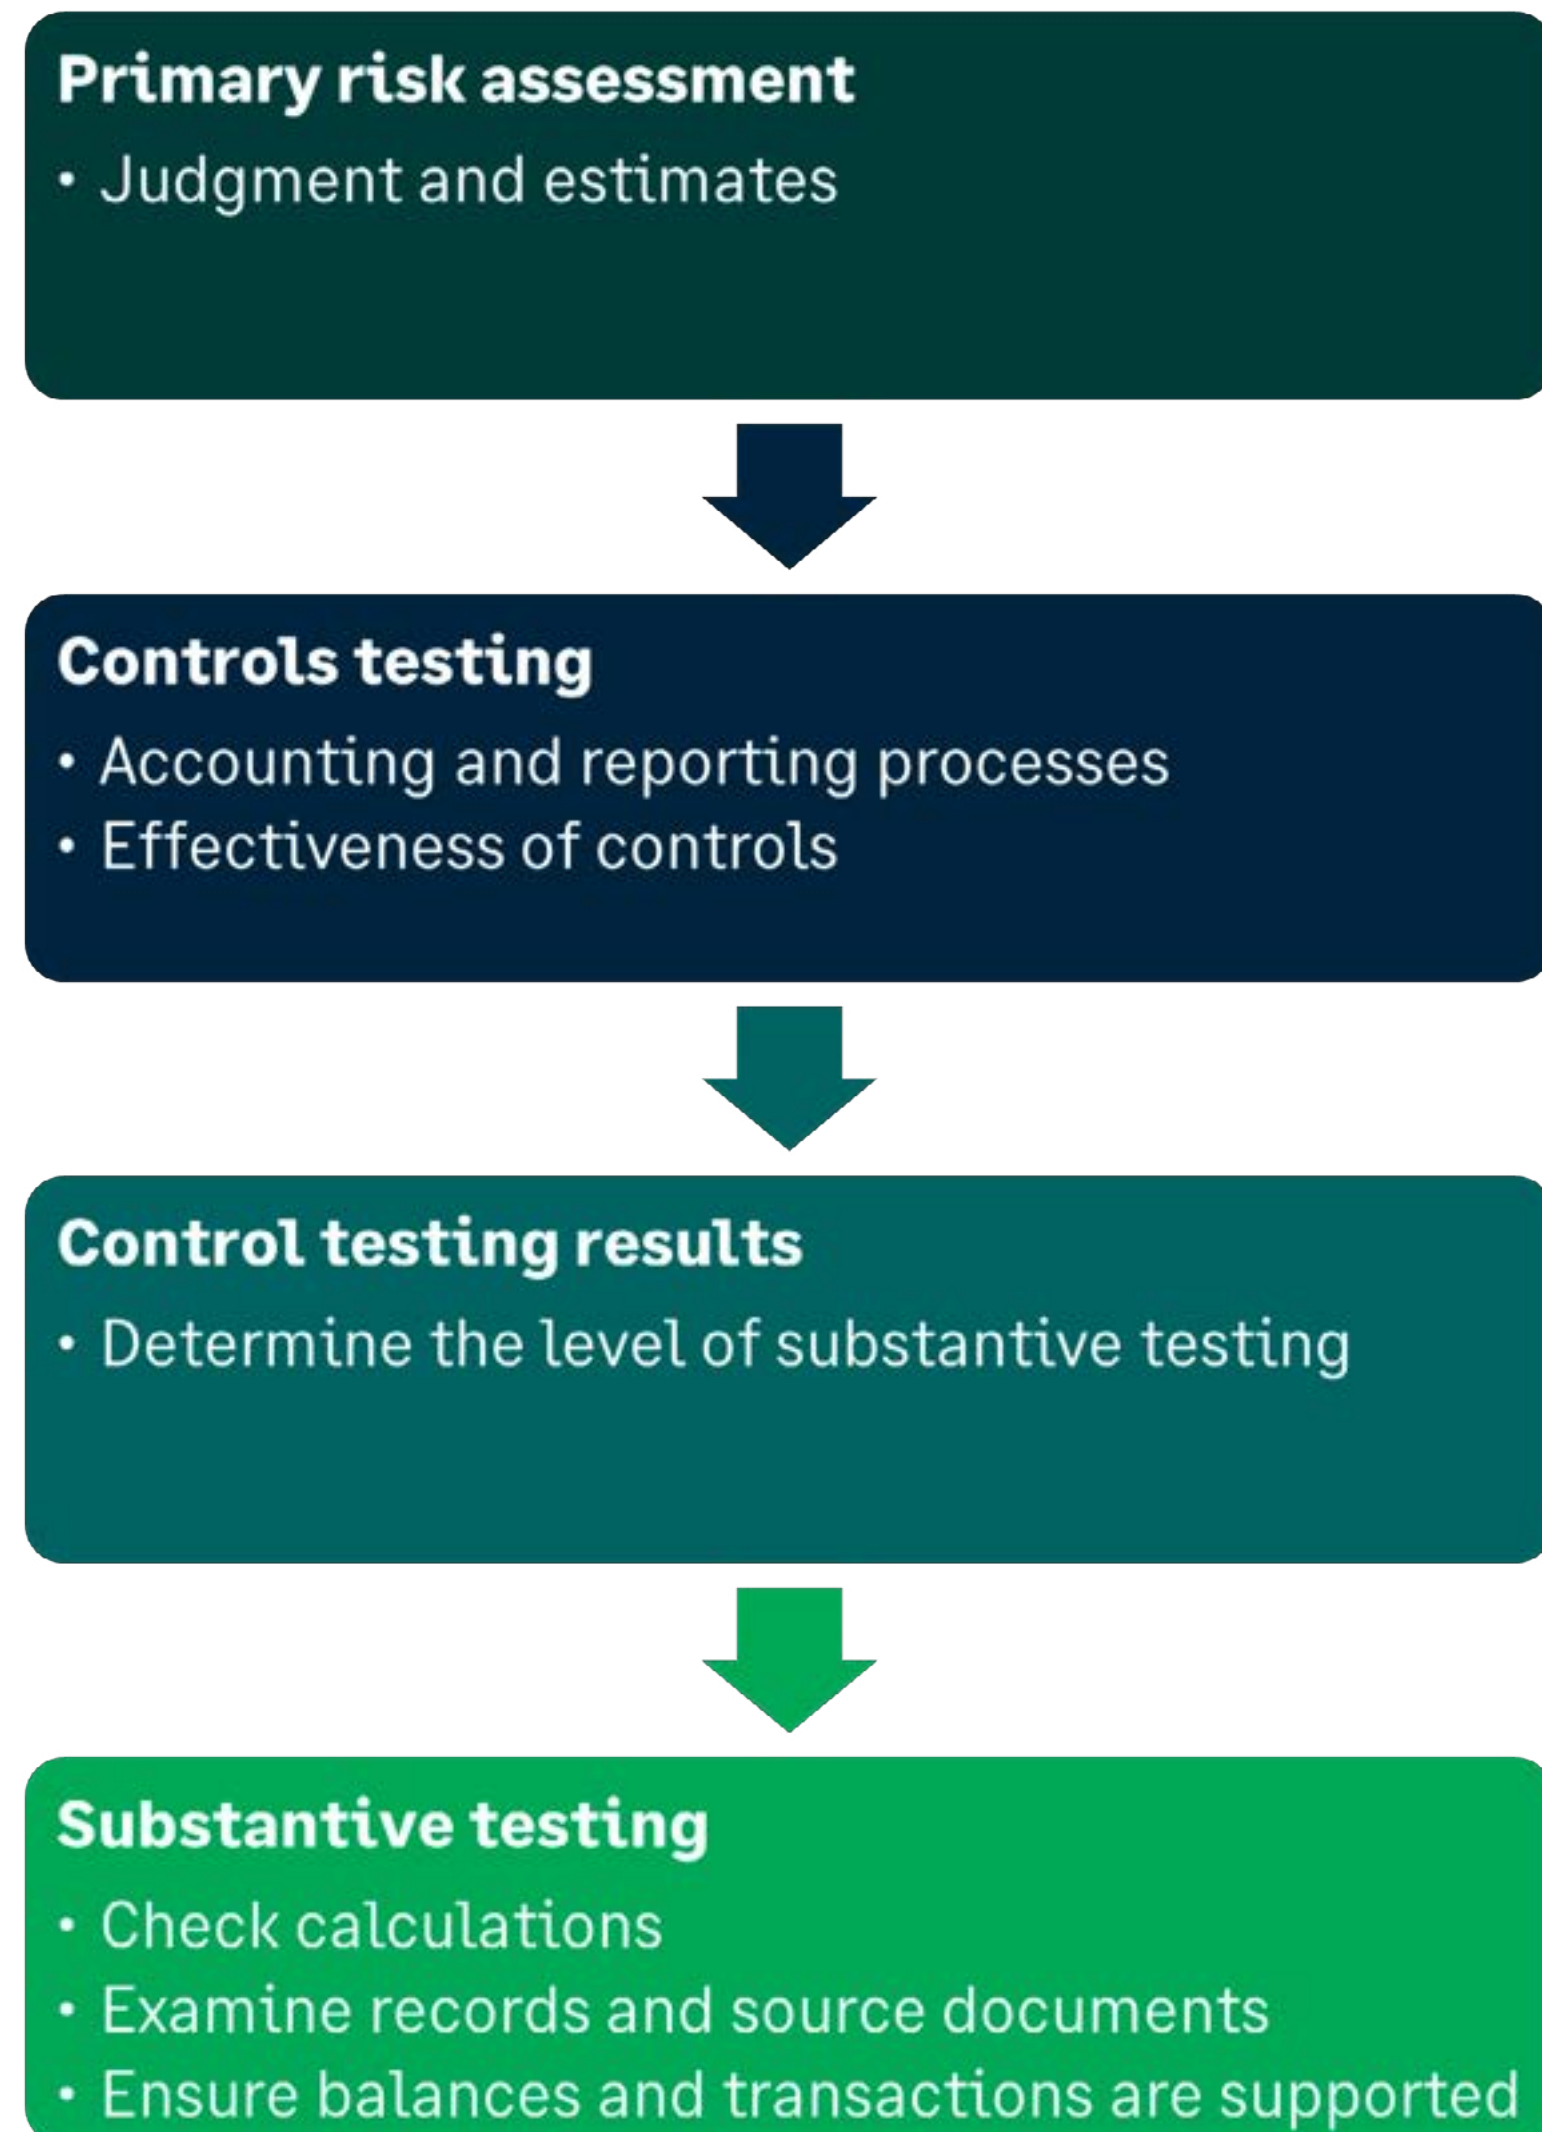 Primary risk assessment
• Judgment and estimates
Controls testing
• Accounting and reporting processes
• Effectiveness of controls
Control testing results
• Determine the level of substantive testing
Substantive testing
• Check calculations
• Examine records and source documents
• Ensure balances and transactions are supported